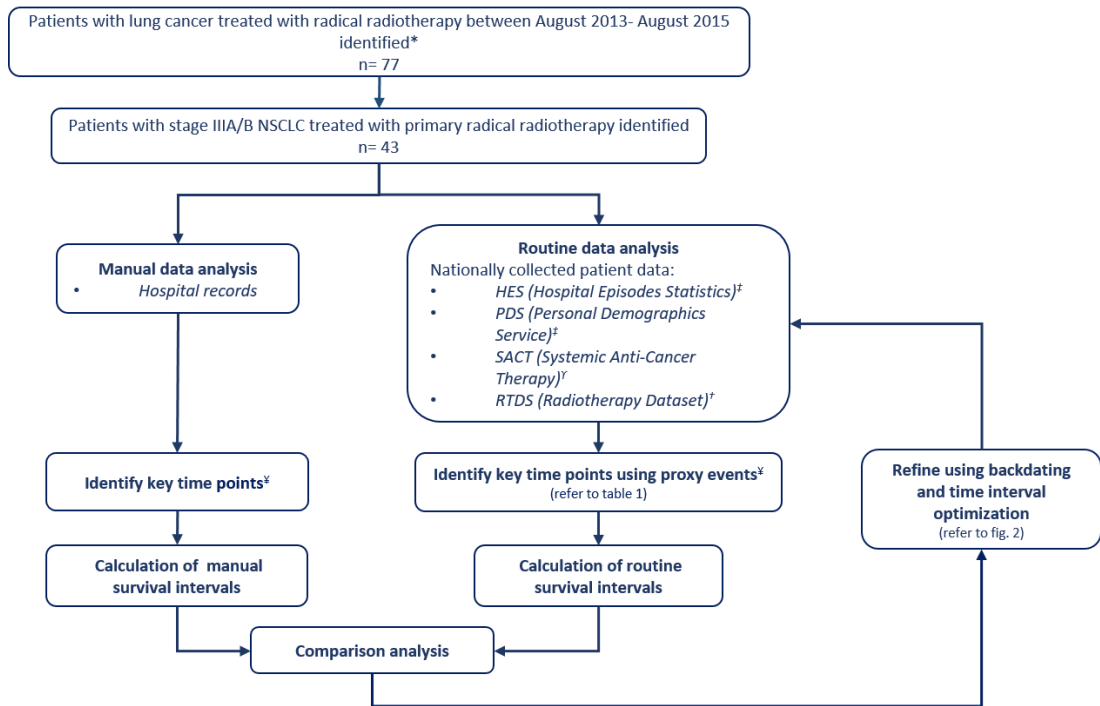 Patients with lung cancer treated with radical radiotherapy between August 2013- August 2015
identified*
n= 77
Patients with stage IIIA/B NSCLC treated with primary radical radiotherapy identified
n= 43
Manual data analysis
• Hospital records
Routine data analysis
Nationally collected patient data:
• HES (Hospital Episodes Statistics)‡
• PDS (Personal Demographics
Service)‡
• SACT (Systemic Anti-Cancer
Therapy)ϒ
• RTDS (Radiotherapy Dataset)†
Identify key time points¥
Identify key time points using proxy events¥
(refer to table 1)
Refine using backdating
and time interval
optimization
(refer to fig. 2)
Calculation of manual
survival intervals
Calculation of routine
survival intervals
Comparison analysis